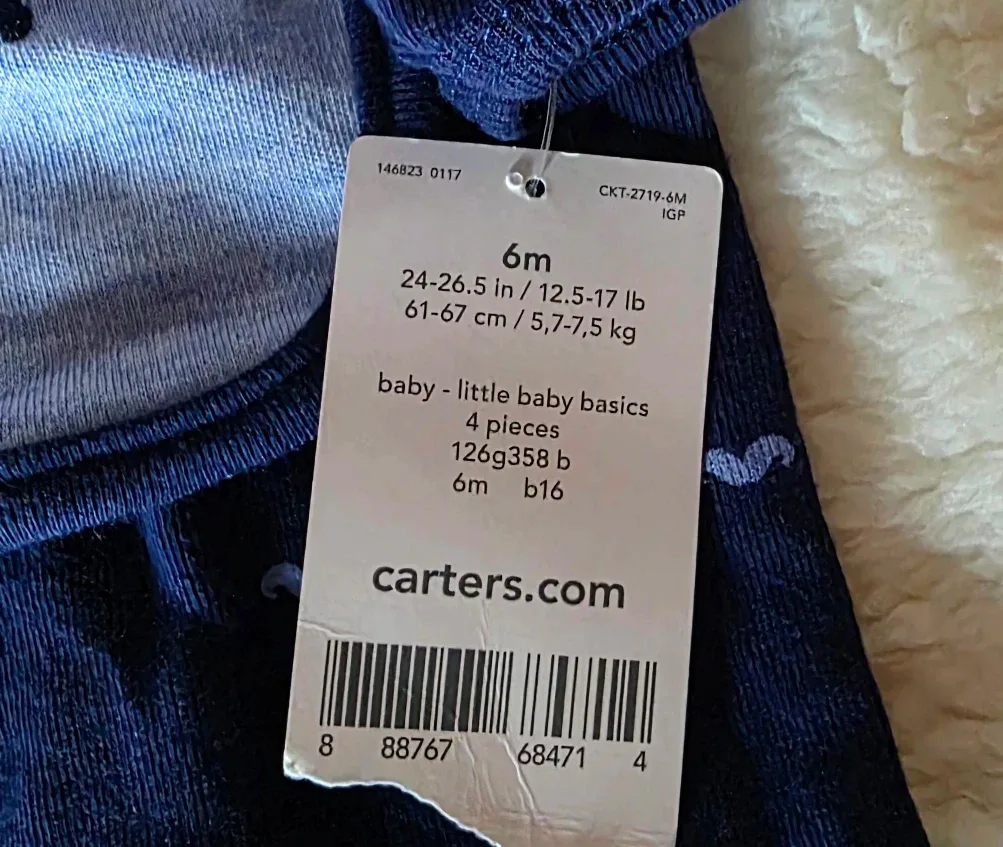 146823 0117
CKT-2719-6M
IGP
6m
24-26.5 in / 12.5-17 lb
61-67 cm / 5,7-7,5 kg
baby - little baby basics
4 pieces
126g358 b
6m b16
carters.com
8 88767 68471 4